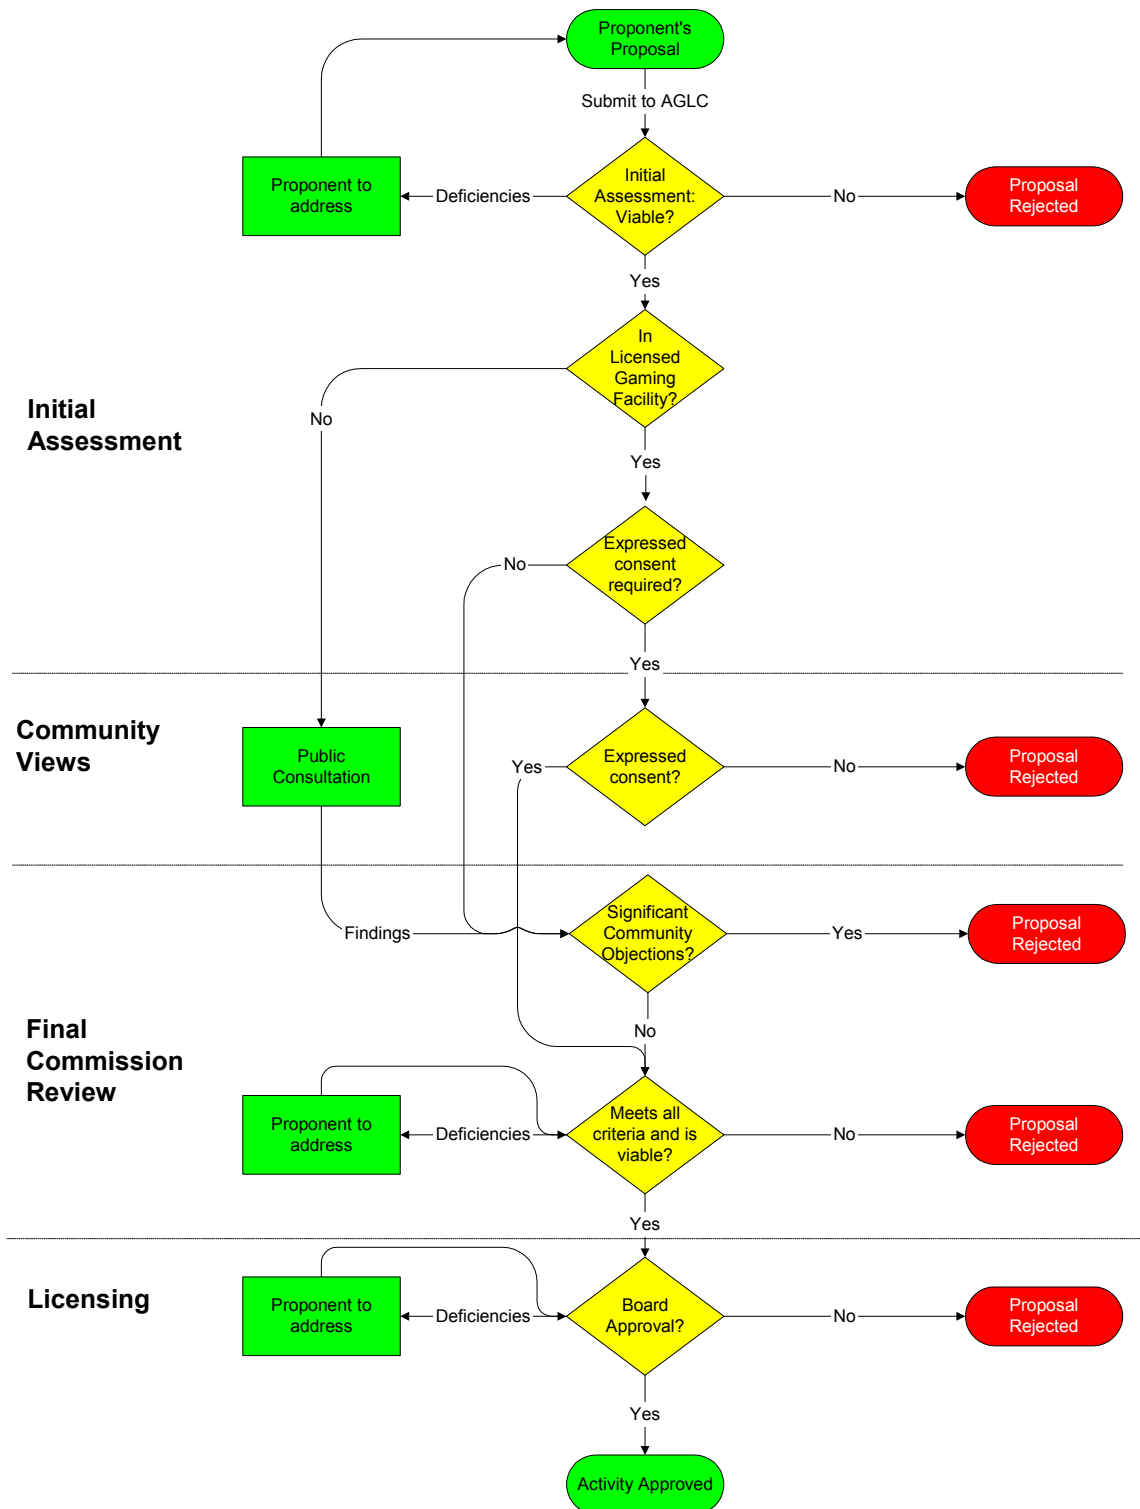 Proponent's
Proposal
Submit to AGLC
Proponent to
address
Deficiencies
Initial
Assessment:
Viable?
No
Proposal
Rejected
Yes
In
Licensed
Gaming
Facility?
Initial
Assessment
No
Yes
Expressed
consent
required?
No
Yes
Community
Views
Public
Consultation
Yes
Expressed
consent?
No
Proposal
Rejected
Findings
Significant
Community
Objections?
Yes
Proposal
Rejected
Final
Commission
Review
No
Proponent to
address
Deficiencies
Meets all
criteria and is
viable?
No
Proposal
Rejected
Yes
Licensing
Proponent to
address
Deficiencies
Board
Approval?
No
Proposal
Rejected
Yes
Activity Approved